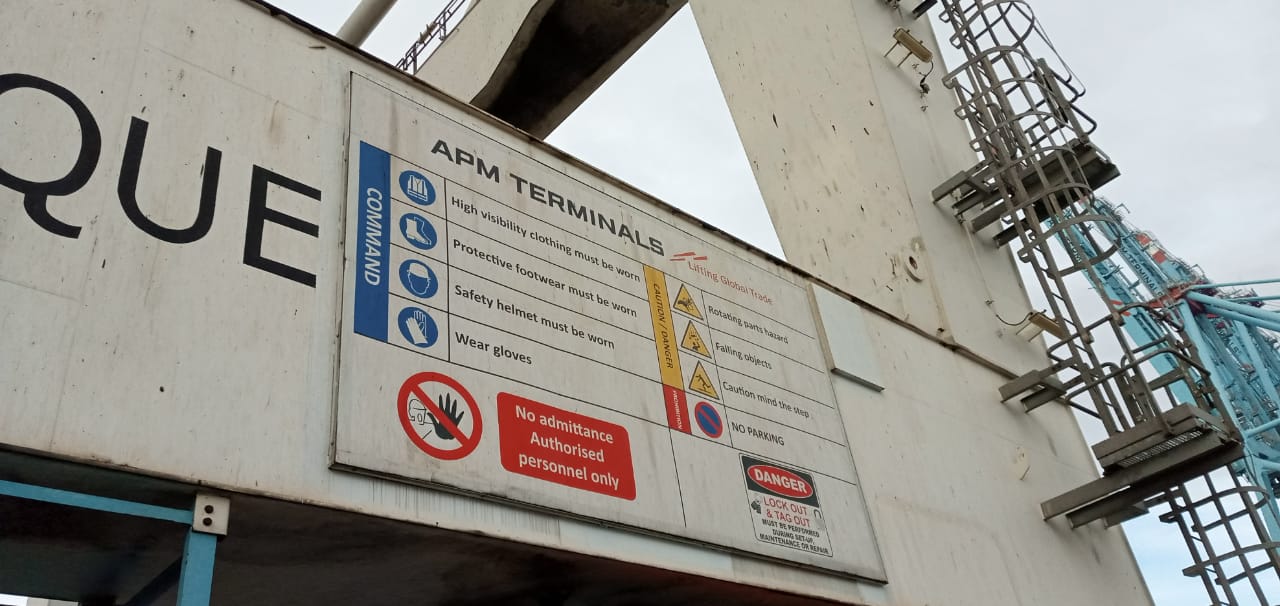 QUE
APM TERMINALS
Lifting Global Trade
COMMAND
High visibility clothing must be worn
Protective footwear must be worn
Safety helmet must be worn
Wear gloves
CAUTION / DANGER
Rotating parts hazard
Falling objects
Caution mind the step
PROHIBITION
NO PARKING
No admittance
Authorised
personnel only
DANGER
LOCK OUT
& TAG OUT
MUST BE PERFORMED
DURING SET-UP,
MAINTENANCE OR REPAIR